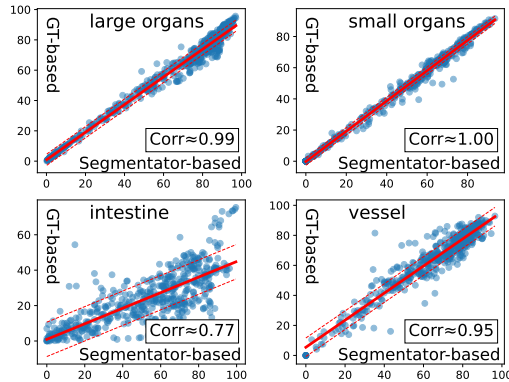 large organs
GT-based
100
80
60
40
20
0
Corr≈0.99
Segmentator-based
0 20 40 60 80 100
small organs
GT-based
80
60
40
20
0
Corr≈1.00
Segmentator-based
0 20 40 60 80
intestine
GT-based
60
40
20
0
Corr≈0.77
Segmentator-based
0 20 40 60 80 100
vessel
GT-based
100
80
60
40
20
0
Corr≈0.95
Segmentator-based
0 20 40 60 80 100